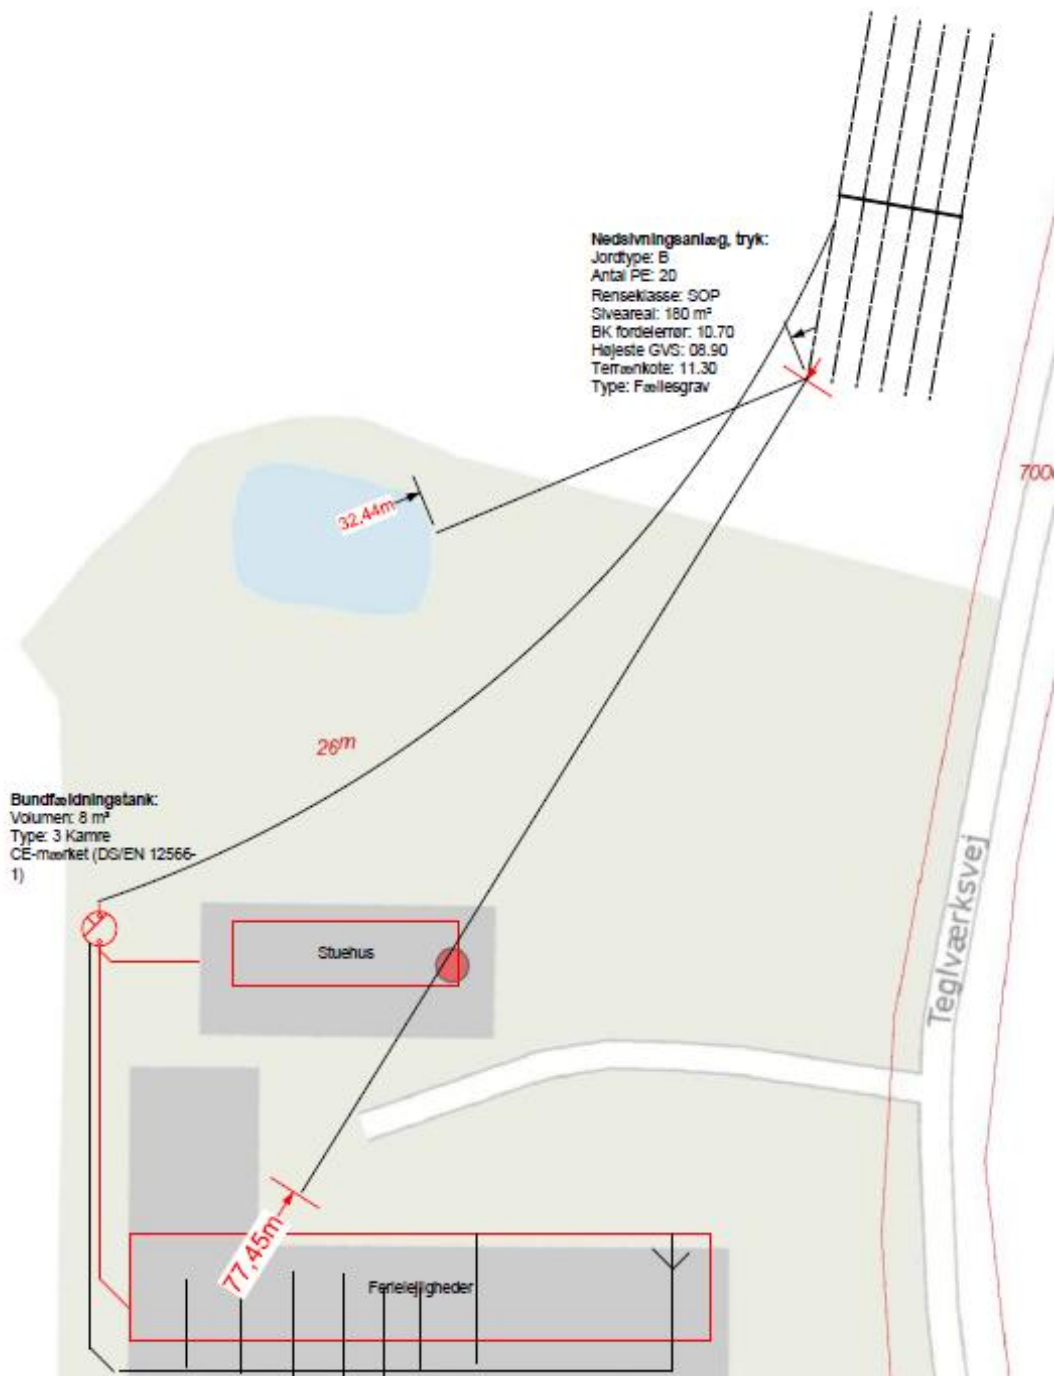 Nedsivningsanlæg, tryk:
Jordtype: B
Antal PE: 20
Renseklasse: SOP
Siveareal: 180 m²
BK fordelerrør: 10.70
Højeste GVS: 08.90
Terrænkote: 11.30
Type: Fællesgrav
700
32,44m
26m
Bundfældningstank:
Volumen: 8 m³
Type: 3 Kamre
CE-mærket (DS/EN 12566-
1)
Teglværksvej
Stuehus
77,45m
Ferielejligheder